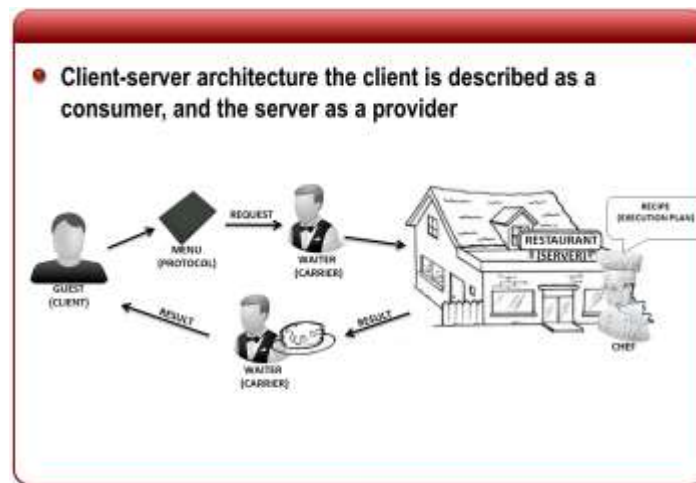 Client-server architecture the client is described as a
consumer, and the server as a provider
RECIPE
(EXECUTION PLAN)
REQUEST
RESTAURANT
(SERVER)
MENU
(PROTOCOL)
WAITER
(CARRIER)
GUEST
(CLIENT)
RESULT
RESULT
WAITER
(CARRIER)
CHEF